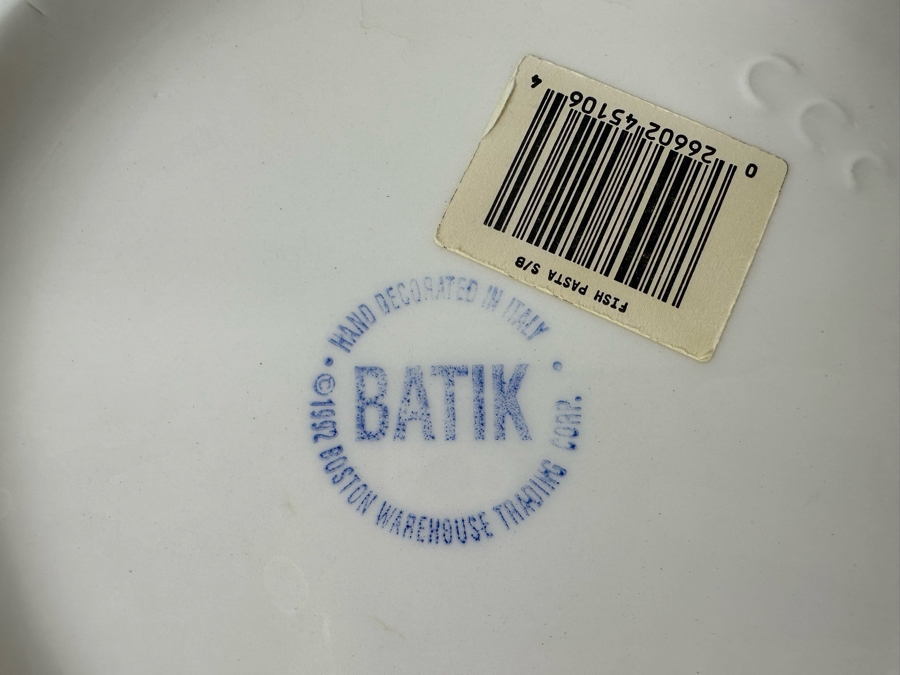 HAND DECORATED IN ITALY
BATIK
• ©1992 BOSTON WAREHOUSE TRADING CORP. •
FISH PASTA S/B
0 26602 45106 4